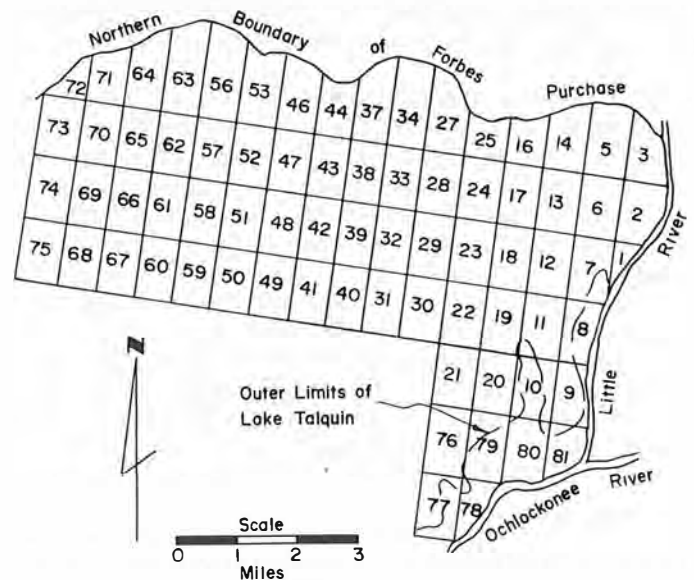 Northern Boundary of Forbes Purchase
72 71 64 63 56 53 46 44 37 34 27 25 16 14 5 3
73 70 65 62 57 52 47 43 38 33 28 24 17 13 6 2
74 69 66 61 58 51 48 42 39 32 29 23 18 12 7 1
75 68 67 60 59 50 49 41 40 31 30 22 19 11 8
21 20 10 9
76 79 80 81
77 78
Little River
Outer Limits of
Lake Talquin
Ochlockonee River
N
Scale
0 1 2 3
Miles